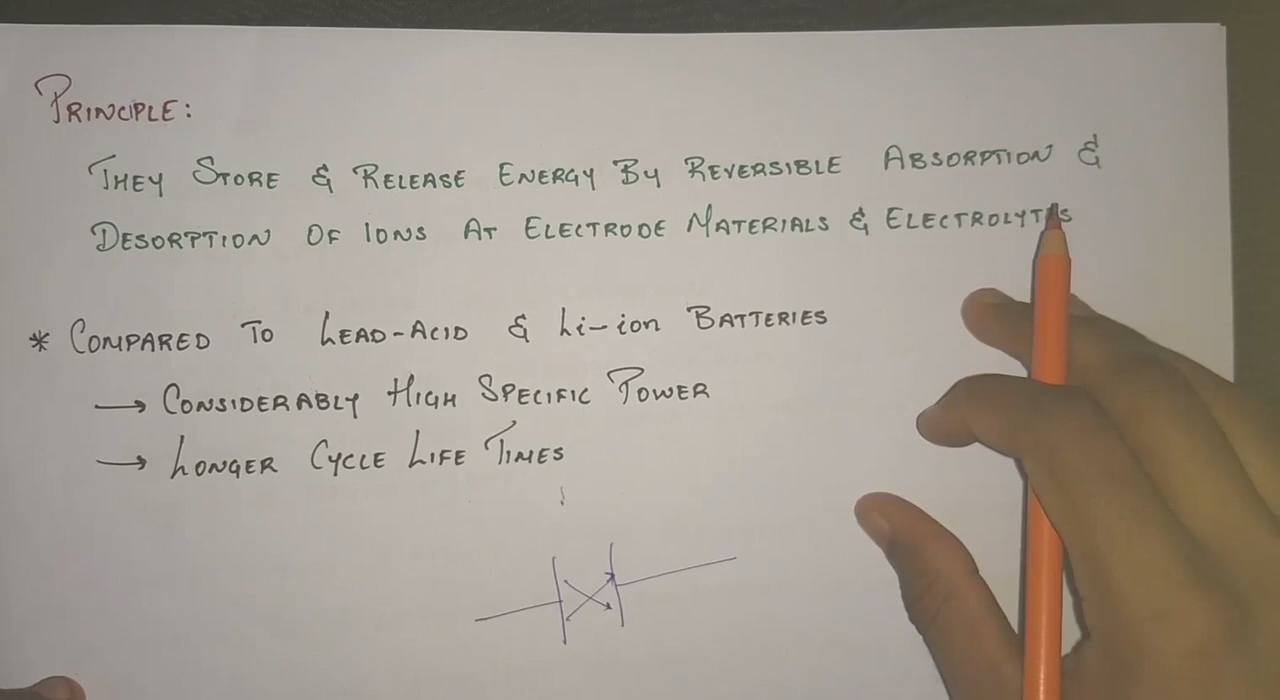 PRINCIPLE:
THEY STORE & RELEASE ENERGY BY REVERSIBLE ABSORPTION &
DESORPTION OF IONS AT ELECTRODE MATERIALS & ELECTROLYTES
* COMPARED TO LEAD-ACID & Li-ion BATTERIES
→ CONSIDERABLY HIGH SPECIFIC POWER
→ LONGER CYCLE LIFE TIMES